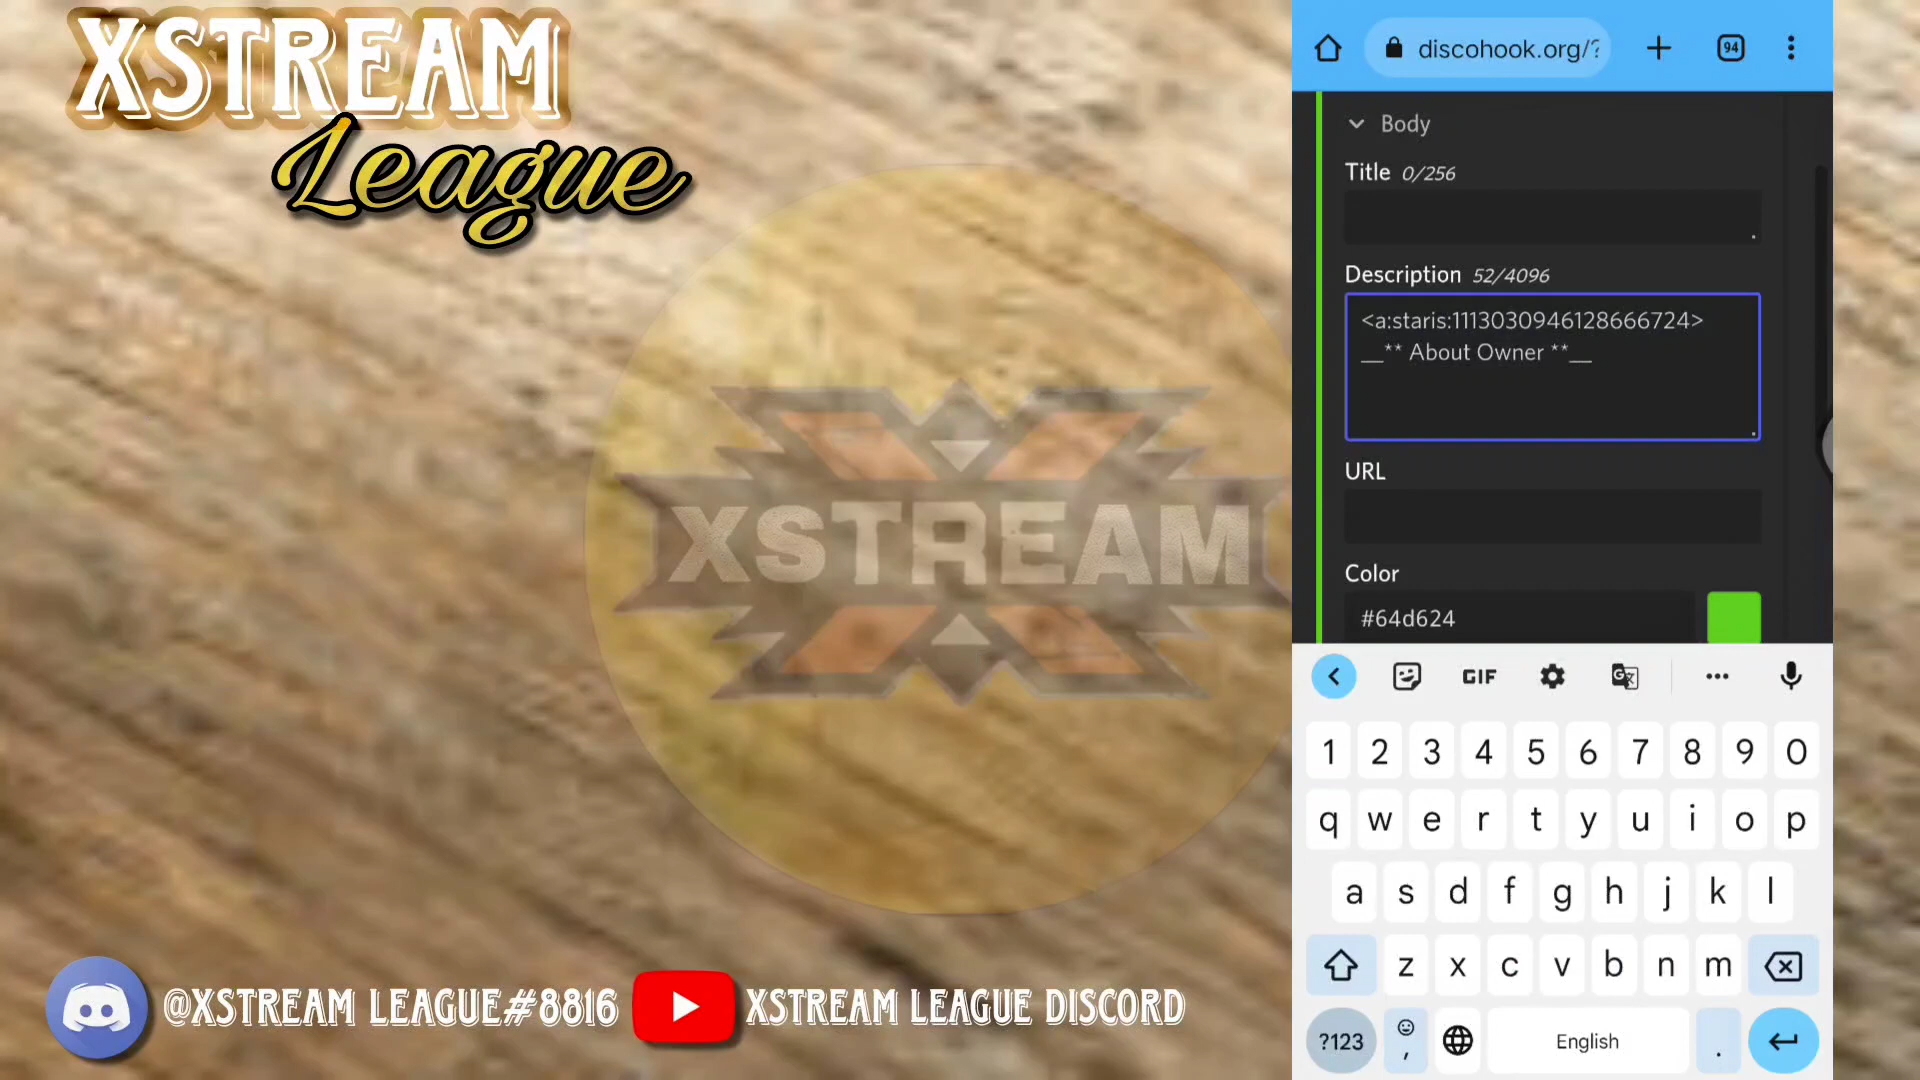 XSTREAM
League
XSTREAM
@XSTREAM LEAGUE#8816
XSTREAM LEAGUE DISCORD
discohook.org/?
94
Body
Title 0/256
Description 52/4096
<a:staris:1113030946128666724>
__** About Owner **__
URL
Color
#64d624
GIF
1 2 3 4 5 6 7 8 9 0
q w e r t y u i o p
a s d f g h j k l
z x c v b n m
?123 , English .